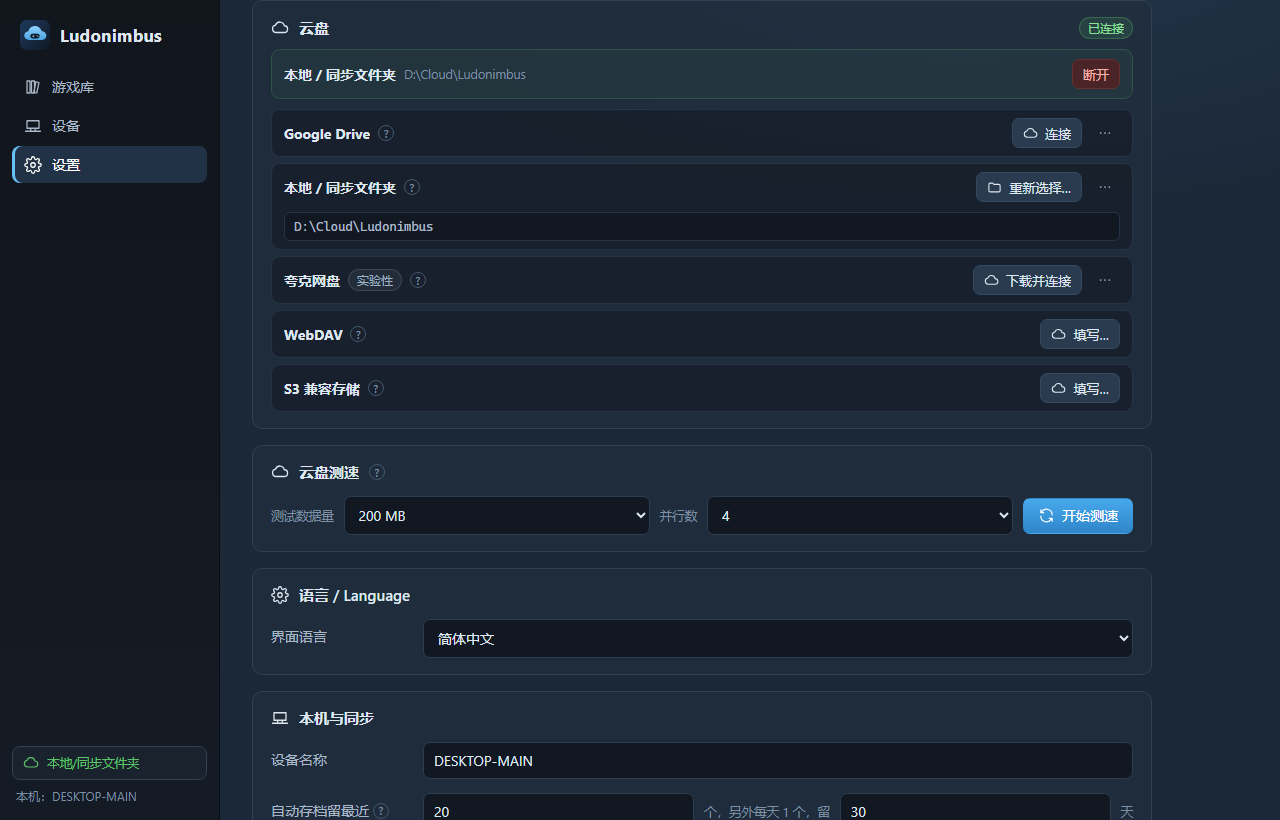 Ludonimbus
游戏库
设备
设置
本地/同步文件夹
本机: DESKTOP-MAIN
云盘
已连接
本地 / 同步文件夹 D:\Cloud\Ludonimbus
断开
Google Drive ?
连接 ...
本地 / 同步文件夹 ?
重新选择... ...
D:\Cloud\Ludonimbus
夸克网盘 实验性 ?
下载并连接 ...
WebDAV ?
填写...
S3 兼容存储 ?
填写...
云盘测速 ?
测试数据量 200 MB 并行数 4 开始测速
语言 / Language
界面语言 简体中文
本机与同步
设备名称 DESKTOP-MAIN
自动存档留最近 ? 20 个，另外每天 1 个，留 30 天